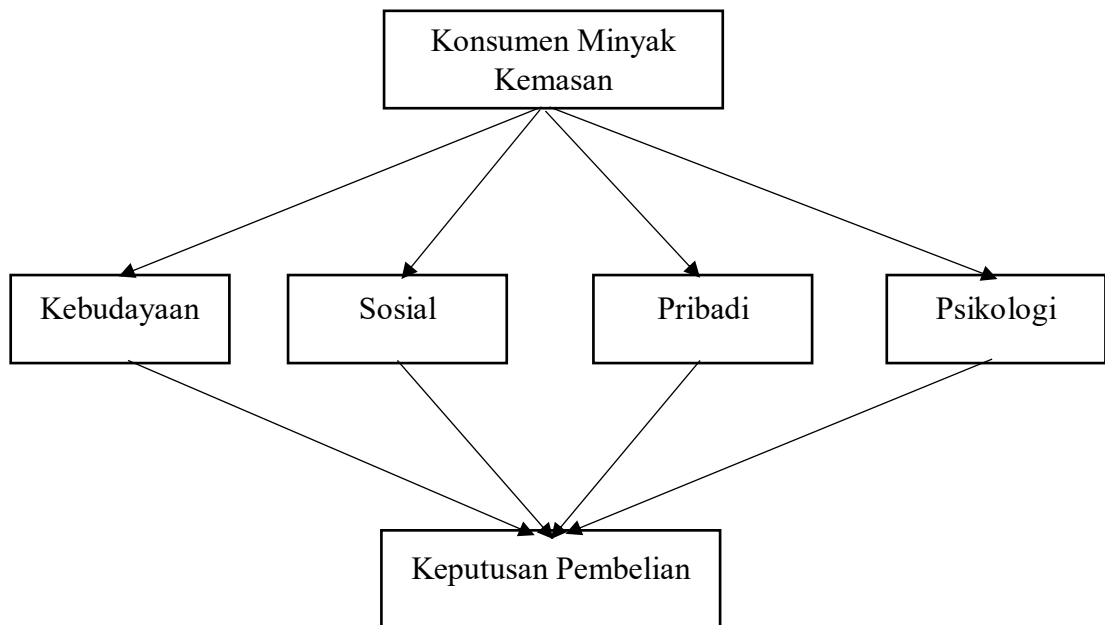 Konsumen Minyak
Kemasan
Kebudayaan
Sosial
Pribadi
Psikologi
Keputusan Pembelian